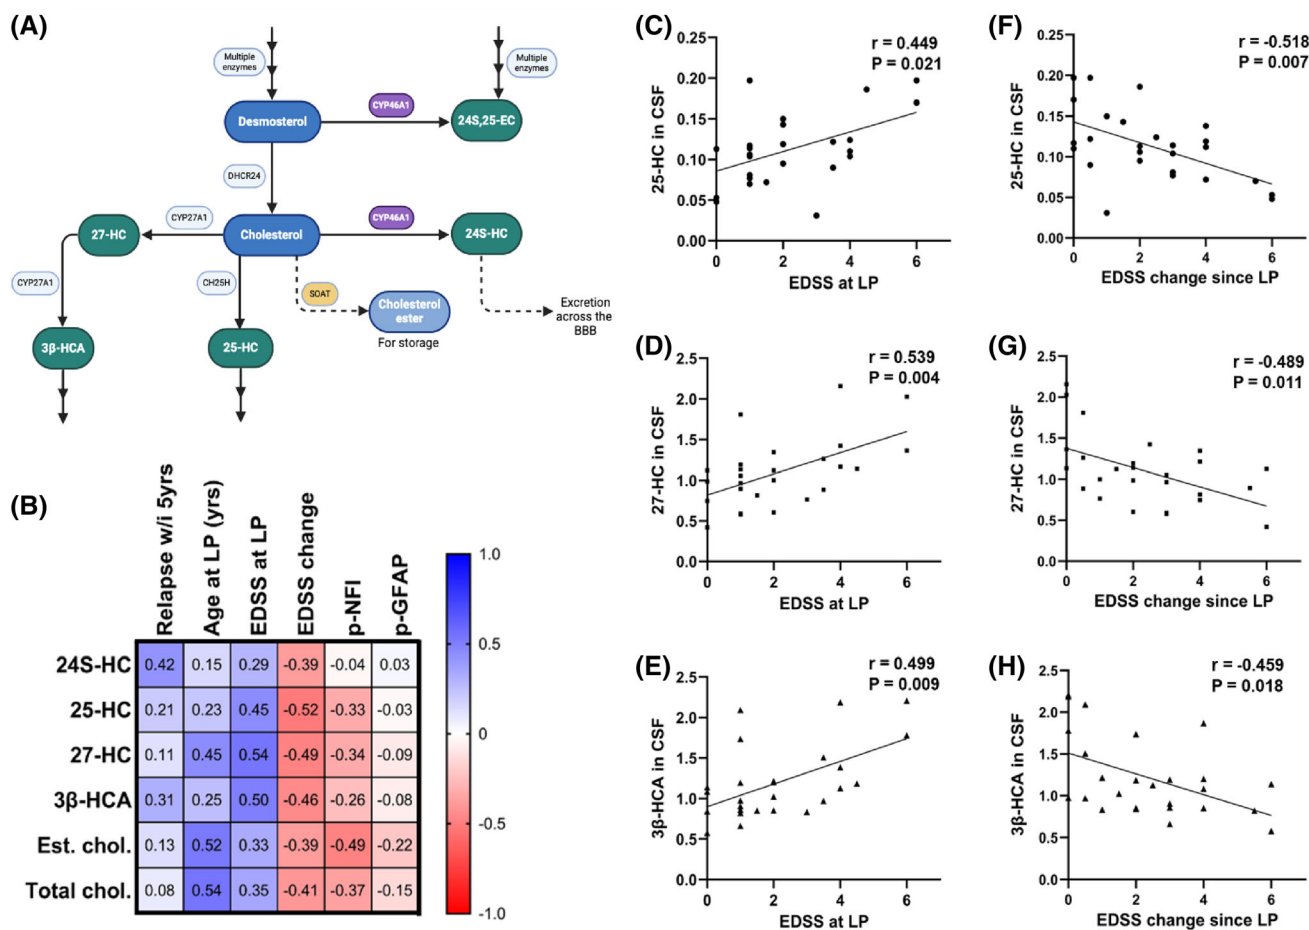 (A)
Multiple
enzymes
Multiple
enzymes
Desmosterol
CYP46A1
24S,25-EC
DHCR24
27-HC
CYP27A1
Cholesterol
CYP46A1
24S-HC
CYP27A1
CH25H
SOAT
Cholesterol
ester
For storage
Excretion
across the
BBB
3β-HCA
25-HC
(B)
Relapse w/i 5yrs
Age at LP (yrs)
EDSS at LP
EDSS change
p-NFl
p-GFAP
24S-HC 0.42 0.15 0.29 -0.39 -0.04 0.03
25-HC 0.21 0.23 0.45 -0.52 -0.33 -0.03
27-HC 0.11 0.45 0.54 -0.49 -0.34 -0.09
3β-HCA 0.31 0.25 0.50 -0.46 -0.26 -0.08
Est. chol. 0.13 0.52 0.33 -0.39 -0.49 -0.22
Total chol. 0.08 0.54 0.35 -0.41 -0.37 -0.15
1.0
0.5
0
-0.5
-1.0
(C)
r = 0.449
P = 0.021
25-HC in CSF
0.25
0.20
0.15
0.10
0.05
0.00
0 2 4 6
EDSS at LP
(D)
r = 0.539
P = 0.004
27-HC in CSF
2.5
2.0
1.5
1.0
0.5
0.0
0 2 4 6
EDSS at LP
(E)
r = 0.499
P = 0.009
3β-HCA in CSF
2.5
2.0
1.5
1.0
0.5
0.0
0 2 4 6
EDSS at LP
(F)
r = -0.518
P = 0.007
25-HC in CSF
0.25
0.20
0.15
0.10
0.05
0.00
0 1 2 3 4 5 6
EDSS change since LP
(G)
r = -0.489
P = 0.011
27-HC in CSF
2.5
2.0
1.5
1.0
0.5
0.0
0 1 2 3 4 5 6
EDSS change since LP
(H)
r = -0.459
P = 0.018
3β-HCA in CSF
2.5
2.0
1.5
1.0
0.5
0.0
0 1 2 3 4 5 6
EDSS change since LP